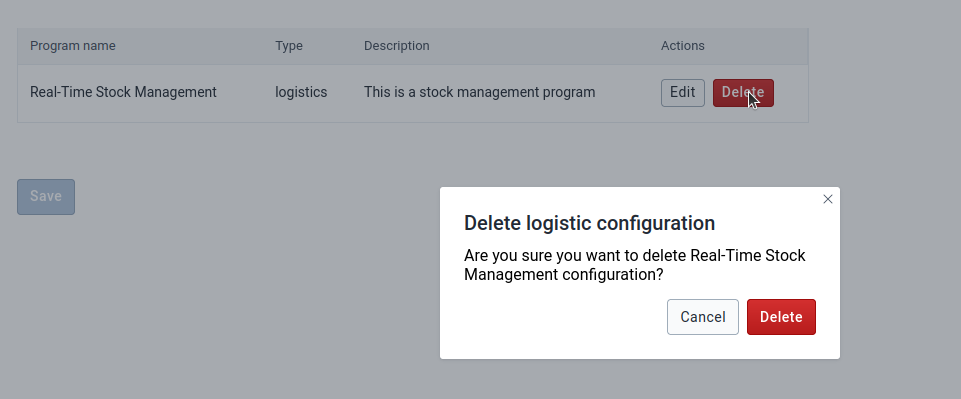 Program name Type Description Actions
Real-Time Stock Management logistics This is a stock management program Edit Delete
Save
Delete logistic configuration
Are you sure you want to delete Real-Time Stock
Management configuration?
Cancel Delete